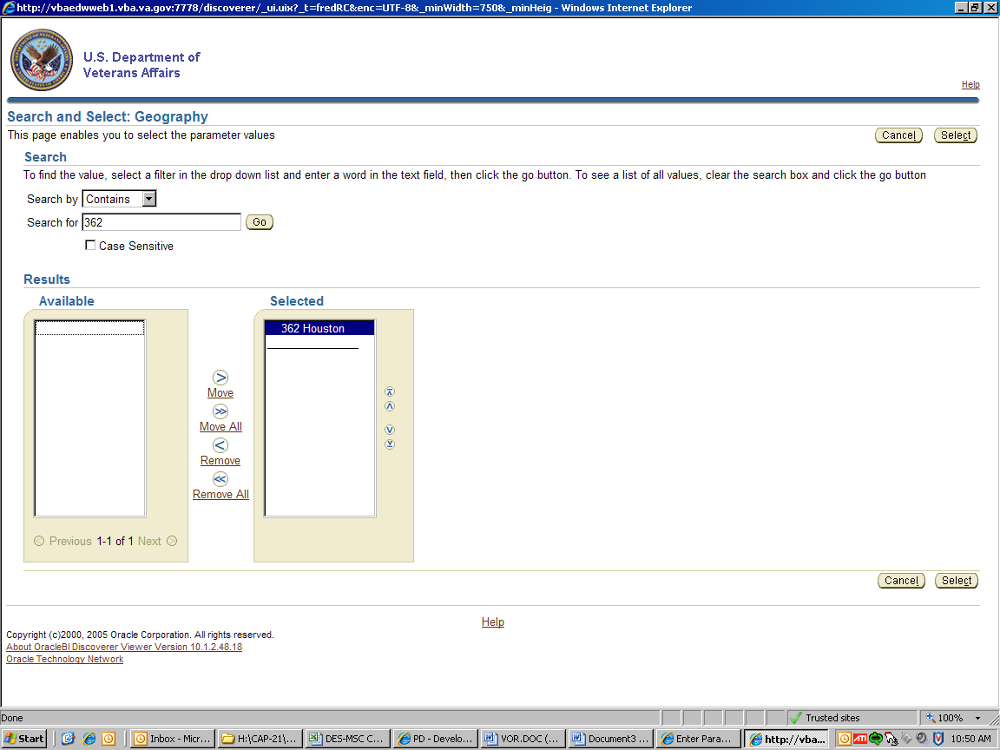 http://vbaedwweb1.vba.va.gov:7778/discoverer/_ui.uix?_t=fredRC&enc=UTF-8&_minWidth=750&_minHeig - Windows Internet Explorer
U.S. Department of
Veterans Affairs
Help
Search and Select: Geography
This page enables you to select the parameter values
Cancel Select
Search
To find the value, select a filter in the drop down list and enter a word in the text field, then click the go button. To see a list of all values, clear the search box and click the go button
Search by Contains
Search for 362 Go
Case Sensitive
Results
Available Selected
362 Houston
Move
Move All
Remove
Remove All
Previous 1-1 of 1 Next
Cancel Select
Help
Copyright (c)2000, 2005 Oracle Corporation. All rights reserved.
About OracleBI Discoverer Viewer Version 10.1.2.48.18
Oracle Technology Network
Done Trusted sites 100%
Start Inbox - Micr... H:\CAP-21\... DES-MSC C... PD - Develo... VOR.DOC (... Document3 ... Enter Para... http://vba... ATI 10:50 AM